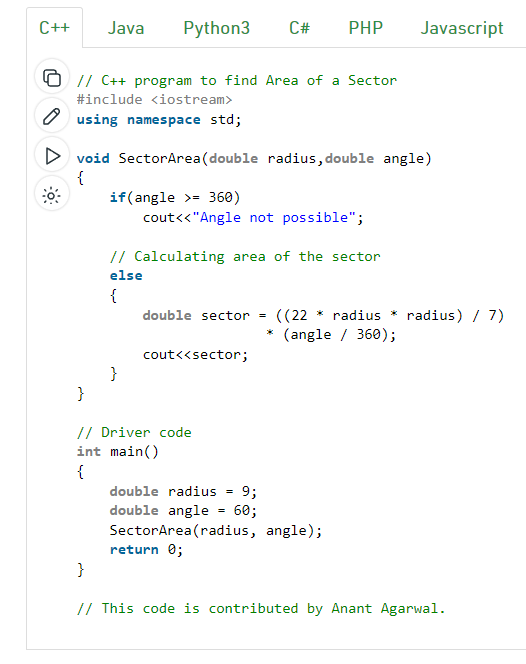 C++ Java Python3 C# PHP Javascript
// C++ program to find Area of a Sector
#include <iostream>
using namespace std;
void SectorArea(double radius,double angle)
{
if(angle >= 360)
cout<<"Angle not possible";
// Calculating area of the sector
else
{
double sector = ((22 * radius * radius) / 7)
* (angle / 360);
cout<<sector;
}
}
// Driver code
int main()
{
double radius = 9;
double angle = 60;
SectorArea(radius, angle);
return 0;
}
// This code is contributed by Anant Agarwal.